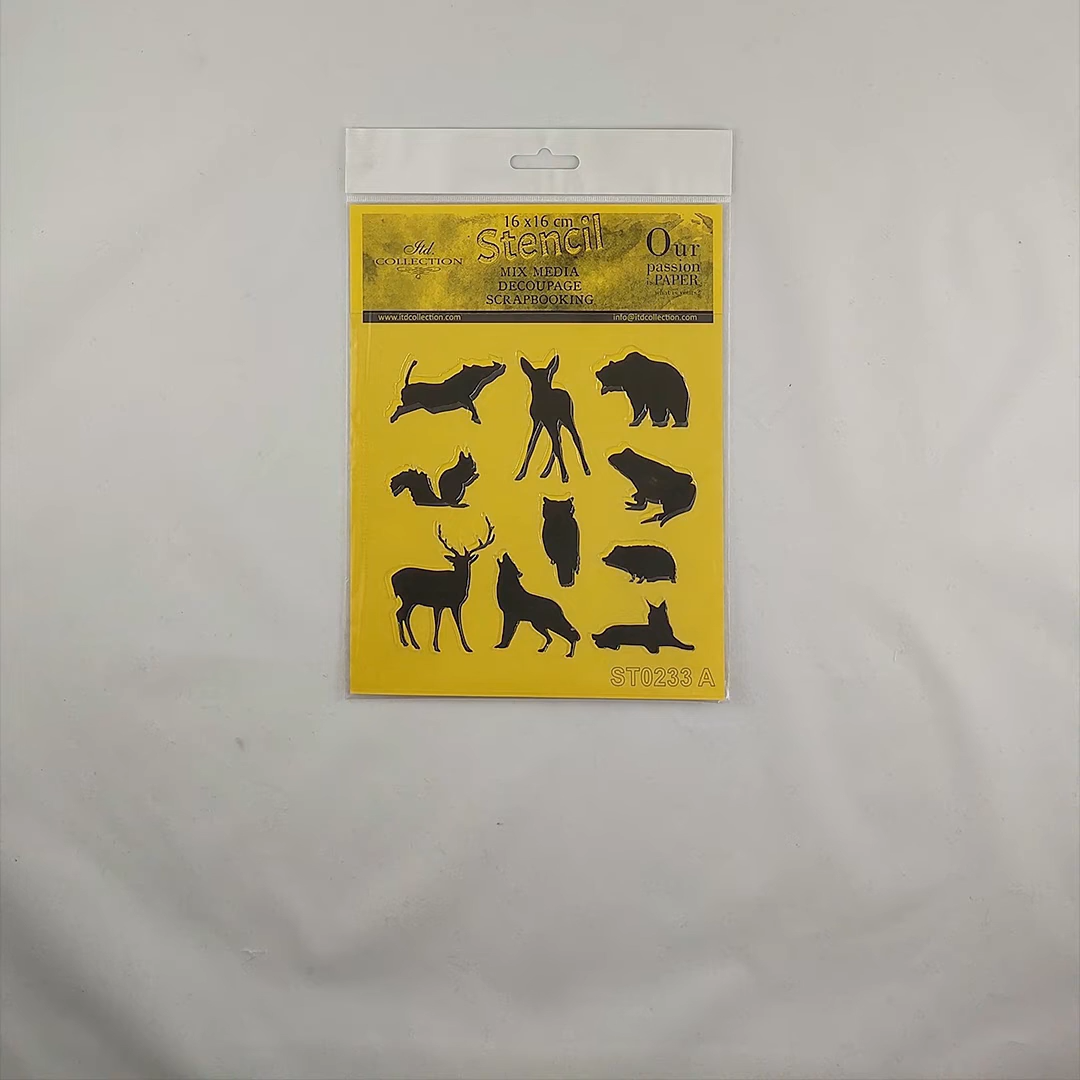 16 x 16 cm
Stencil
Itd.
COLLECTION
MIX MEDIA
DECOUPAGE
SCRAPBOOKING
Our
passion
is PAPER
www.itdcollection.com
info@itdcollection.com
ST0233 A